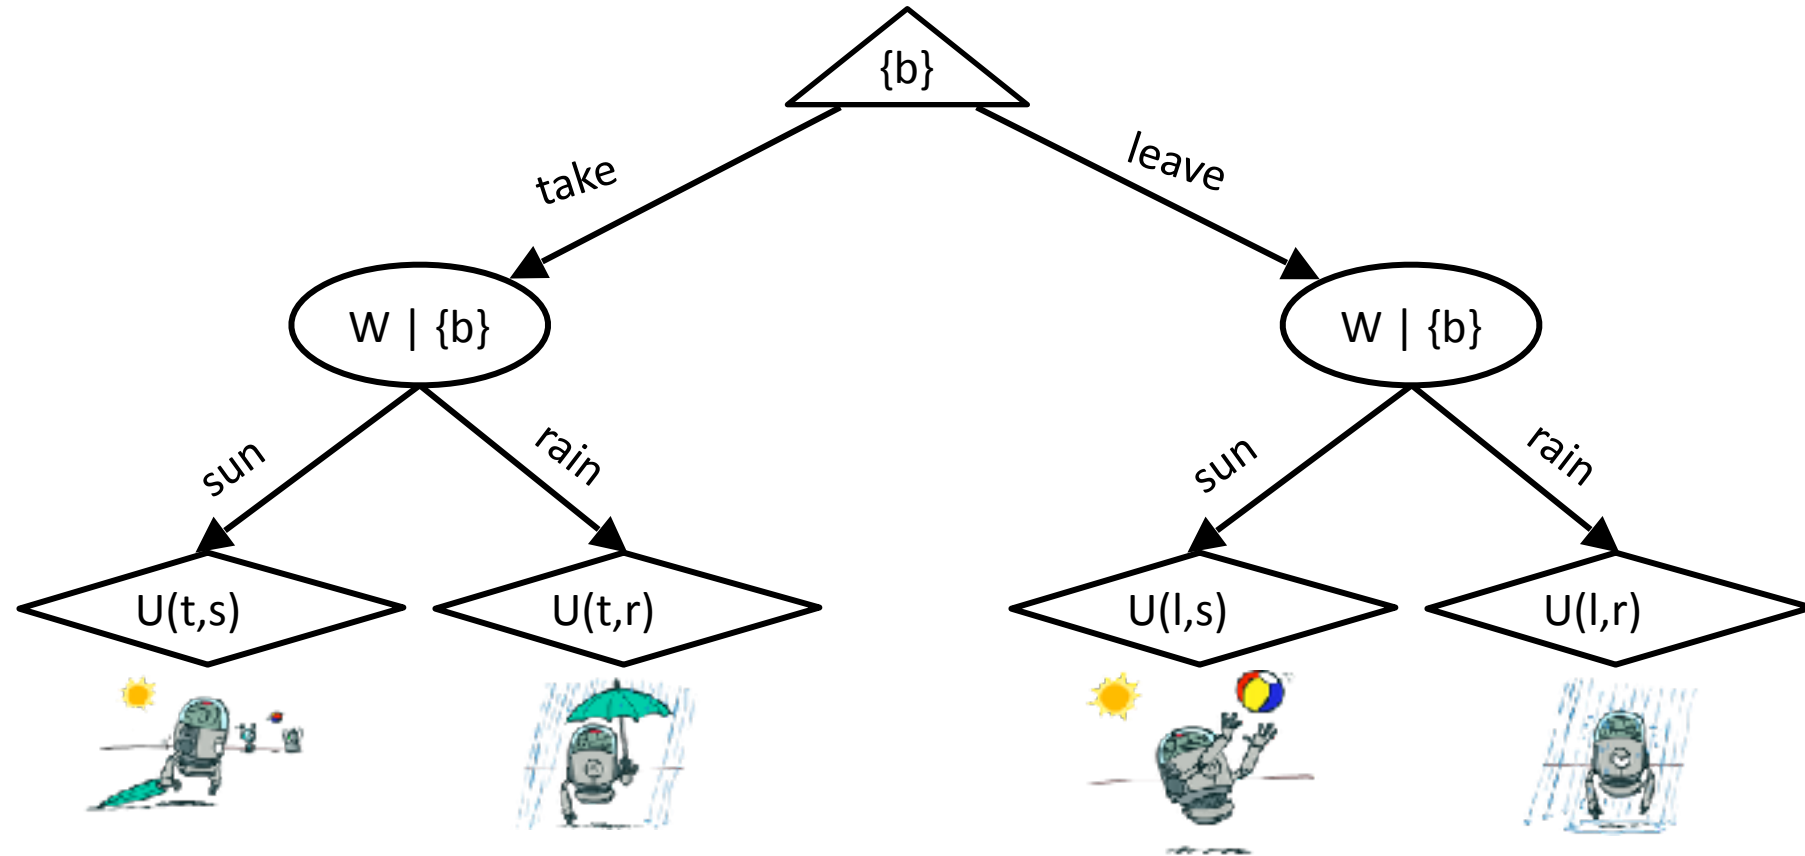 {b}
take
leave
W | {b}
W | {b}
sun
rain
sun
rain
U(t,s)
U(t,r)
U(l,s)
U(l,r)